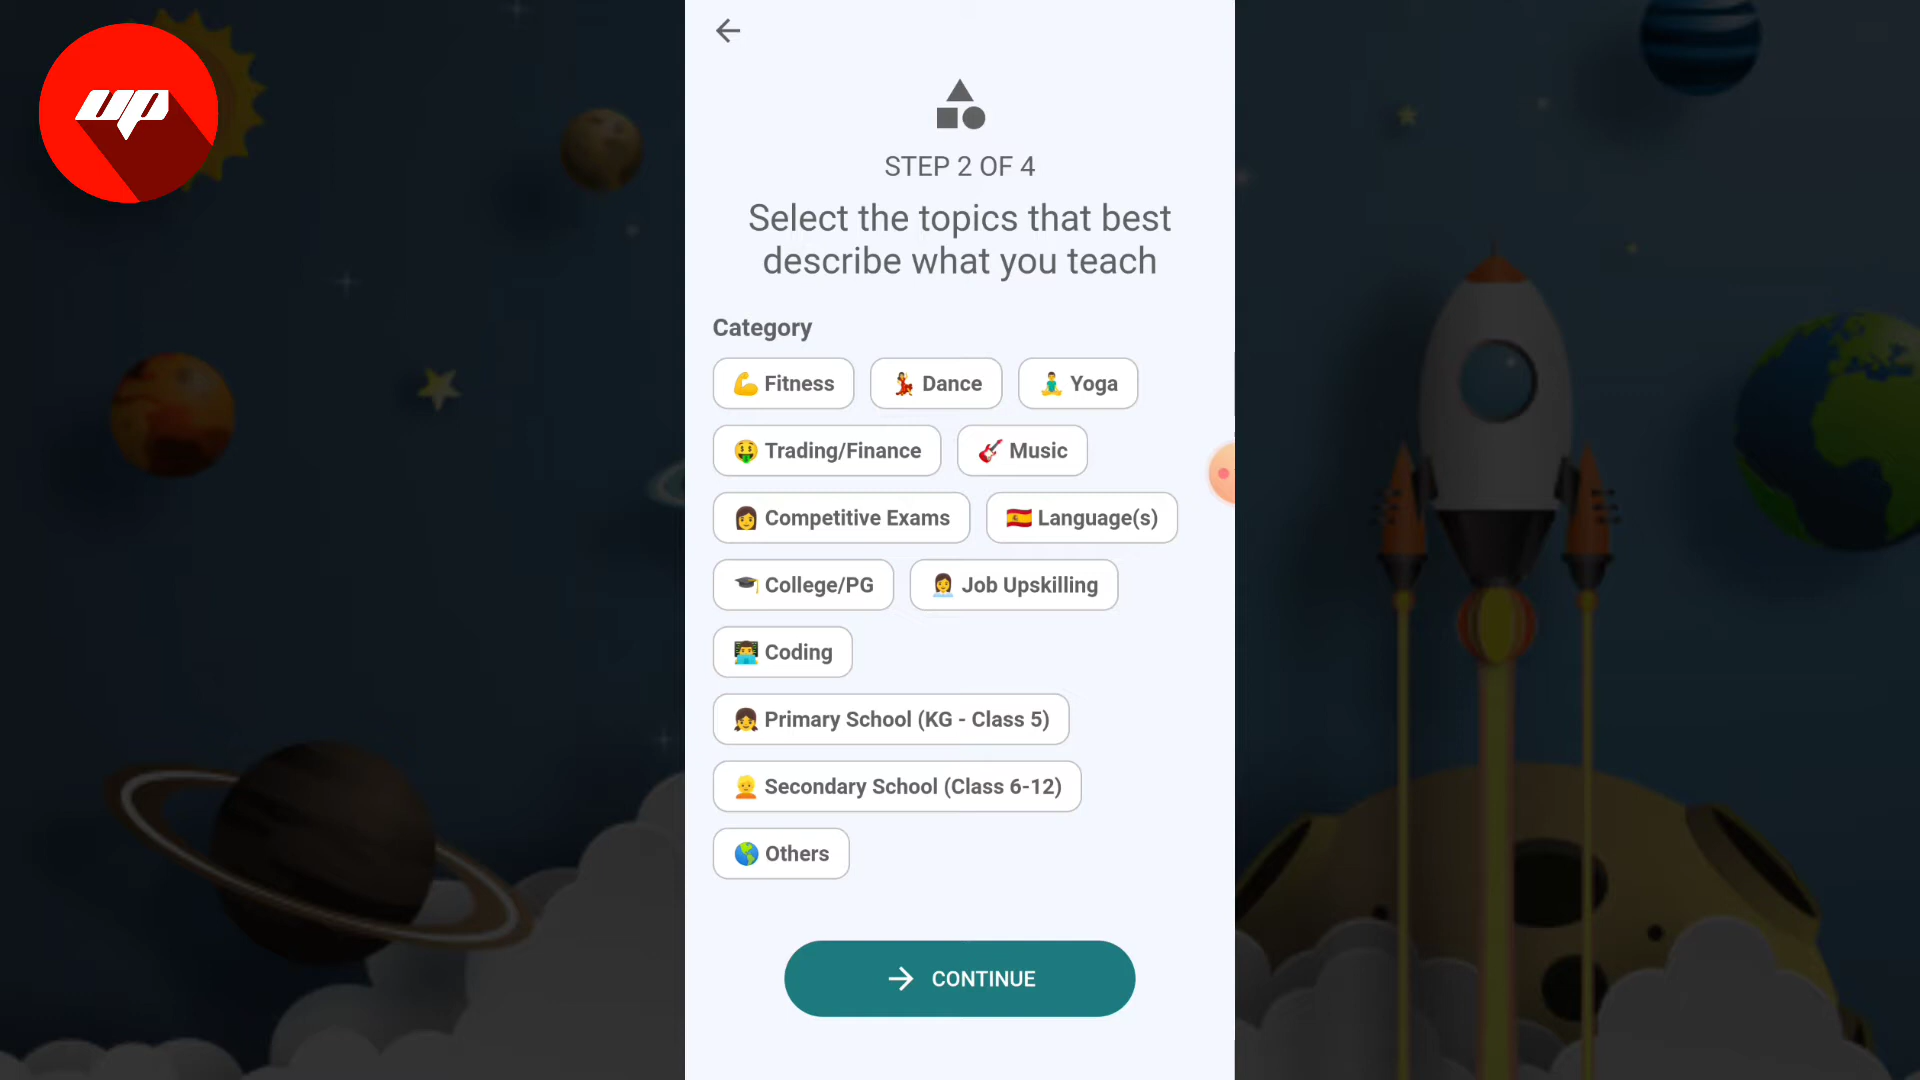 up
STEP 2 OF 4
Select the topics that best
describe what you teach
Category
Fitness
Dance
Yoga
Trading/Finance
Music
Competitive Exams
Language(s)
College/PG
Job Upskilling
Coding
Primary School (KG - Class 5)
Secondary School (Class 6-12)
Others
CONTINUE